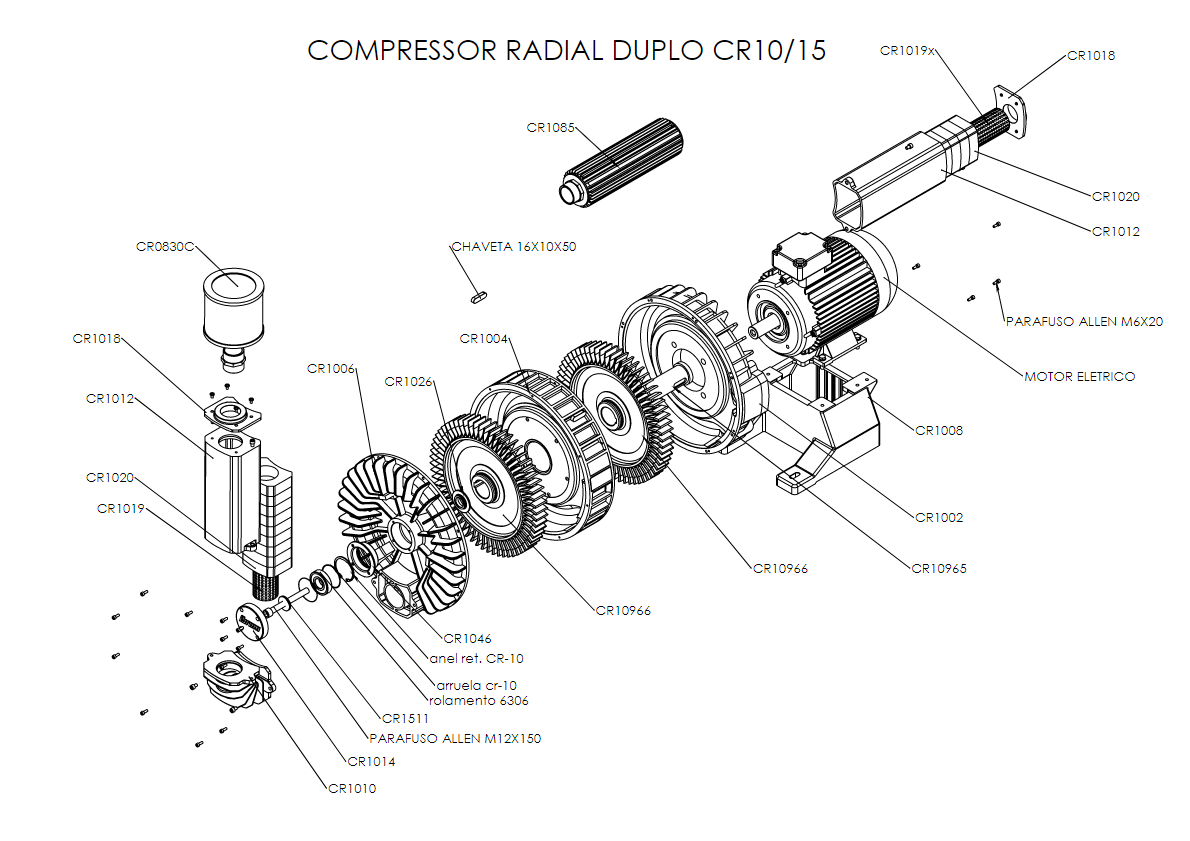 COMPRESSOR RADIAL DUPLO CR10/15
CR1019x
CR1018
CR1085
CR1020
CR1012
CR0830C
CHAVETA 16X10X50
PARAFUSO ALLEN M6X20
CR1018
CR1004
CR1006
CR1026
MOTOR ELETRICO
CR1012
CR1008
CR1020
CR1019
CR1002
CR10966
CR10965
CR10966
CR1046
anel ret. CR-10
arruela cr-10
rolamento 6306
CR1511
PARAFUSO ALLEN M12X150
CR1014
CR1010